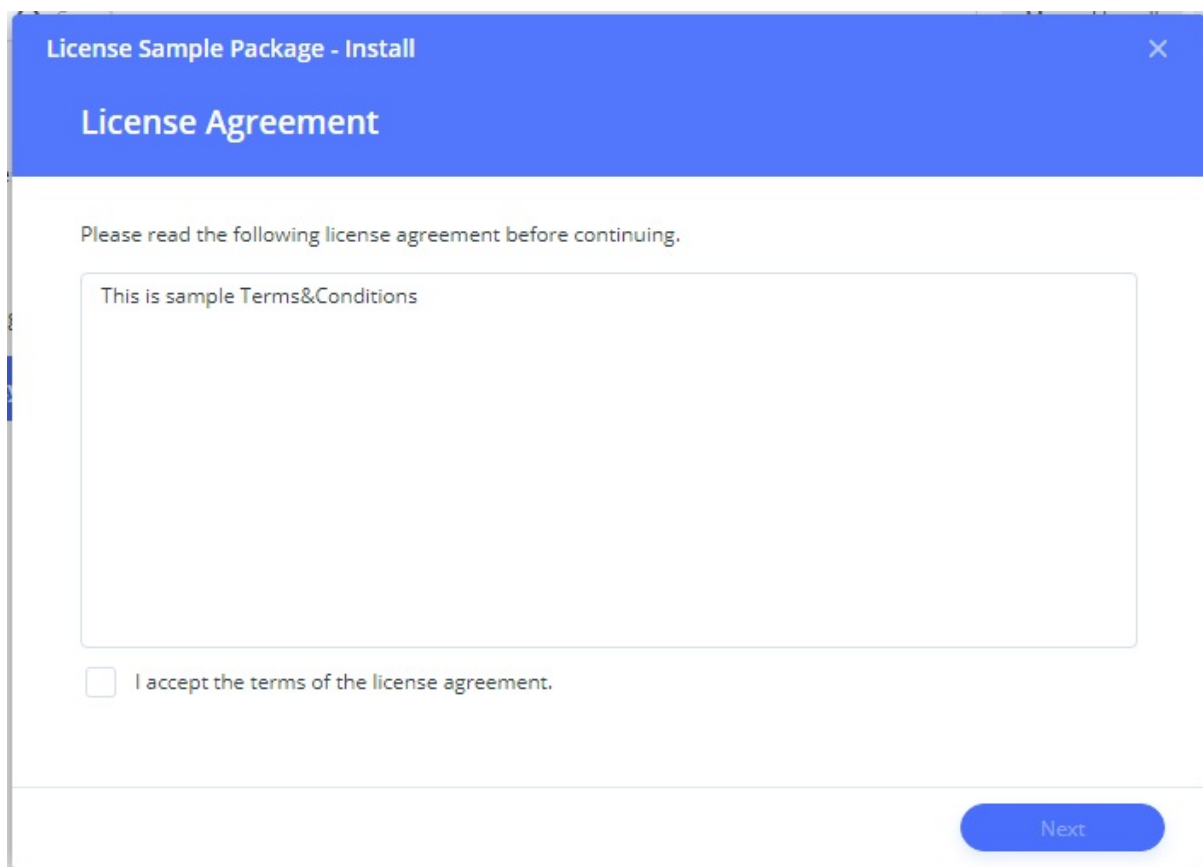 License Sample Package - Install
License Agreement
Please read the following license agreement before continuing.
This is sample Terms&Conditions
I accept the terms of the license agreement.
Next